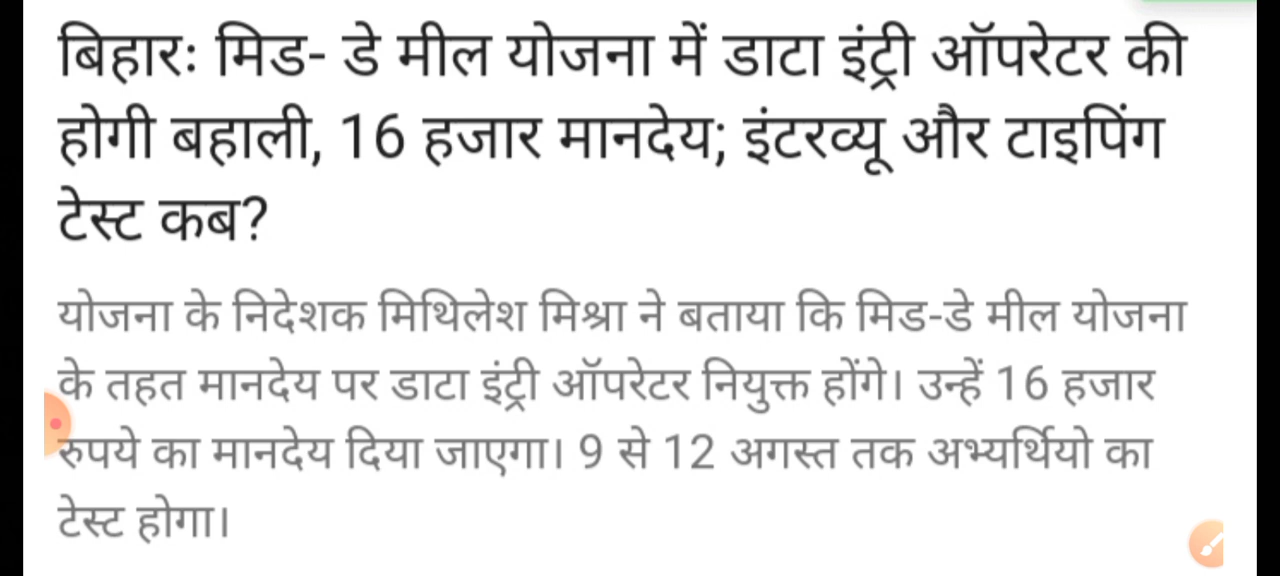 बिहारः मिड- डे मील योजना में डाटा इंट्री ऑपरेटर की
होगी बहाली, 16 हजार मानदेय; इंटरव्यू और टाइपिंग
टेस्ट कब?
योजना के निदेशक मिथिलेश मिश्रा ने बताया कि मिड-डे मील योजना
के तहत मानदेय पर डाटा इंट्री ऑपरेटर नियुक्त होंगे। उन्हें 16 हजार
रुपये का मानदेय दिया जाएगा। 9 से 12 अगस्त तक अभ्यर्थियो का
टेस्ट होगा।